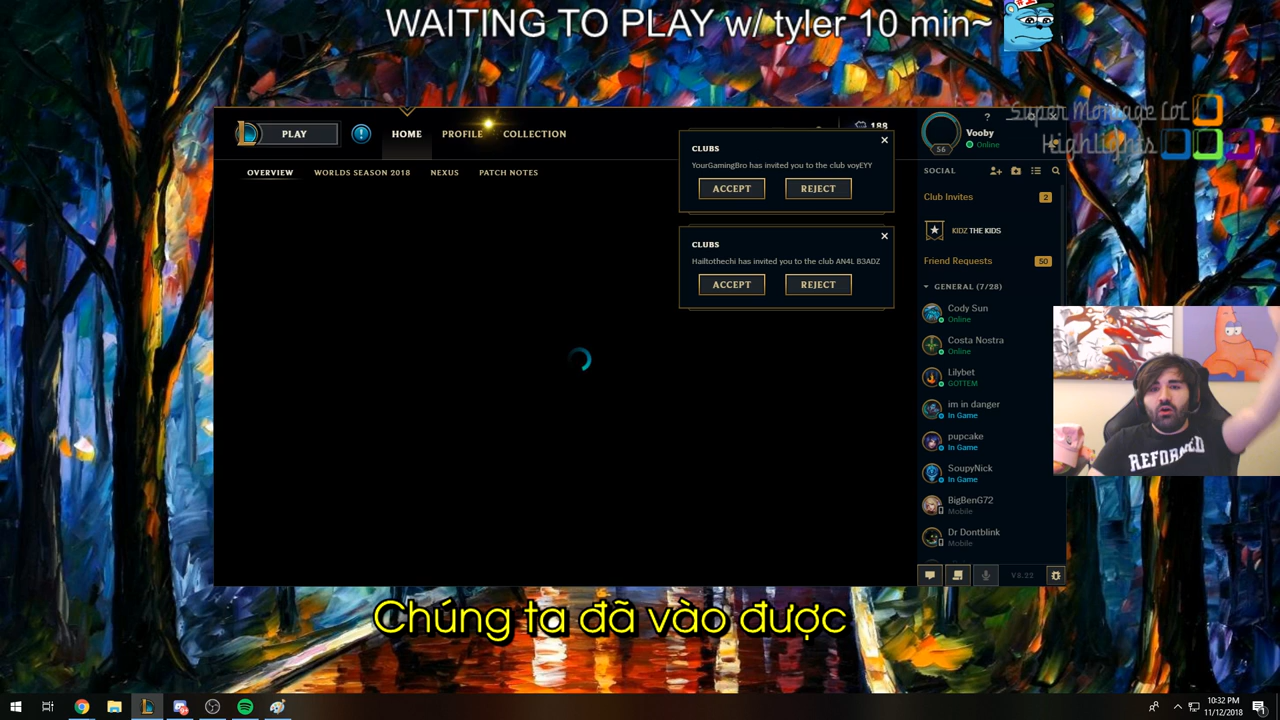 WAITING TO PLAY w/ tyler 10 min~
Super Montage LoL
Highlights
PLAY
HOME
PROFILE
COLLECTION
188
?
56
Vooby
Online
OVERVIEW
WORLDS SEASON 2018
NEXUS
PATCH NOTES
CLUBS
YourGamingBro has invited you to the club voyEYY
ACCEPT
REJECT
CLUBS
Hailtothechi has invited you to the club AN4L B3ADZ
ACCEPT
REJECT
SOCIAL
Club Invites
2
KIDZ THE KIDS
Friend Requests
50
GENERAL (7/28)
Cody Sun
Online
Costa Nostra
Online
Lilybet
GOTTEM
im in danger
In Game
pupcake
In Game
SoupyNick
In Game
BigBenG72
Mobile
Dr Dontblink
Mobile
V8.22
REFORMED
Chúng ta đã vào được
10:32 PM
11/12/2018
1